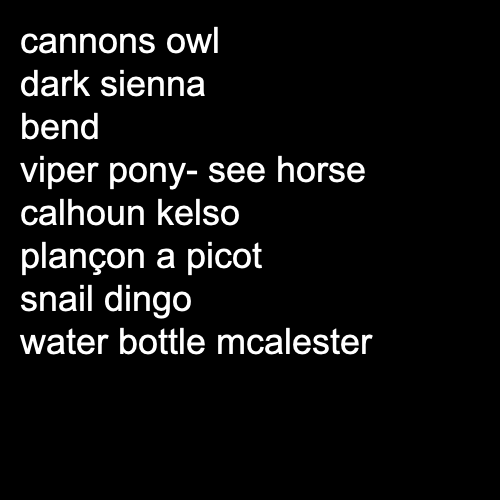 cannons owl
dark sienna
bend
viper pony- see horse
calhoun kelso
plançon a picot
snail dingo
water bottle mcalester